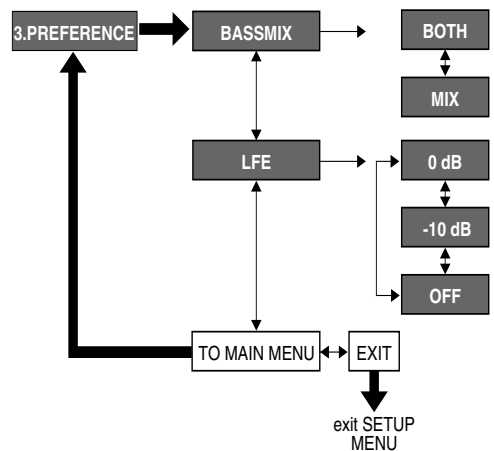 3.PREFERENCE
BASSMIX
BOTH
MIX
LFE
0 dB
-10 dB
OFF
TO MAIN MENU
EXIT
exit SETUP
MENU